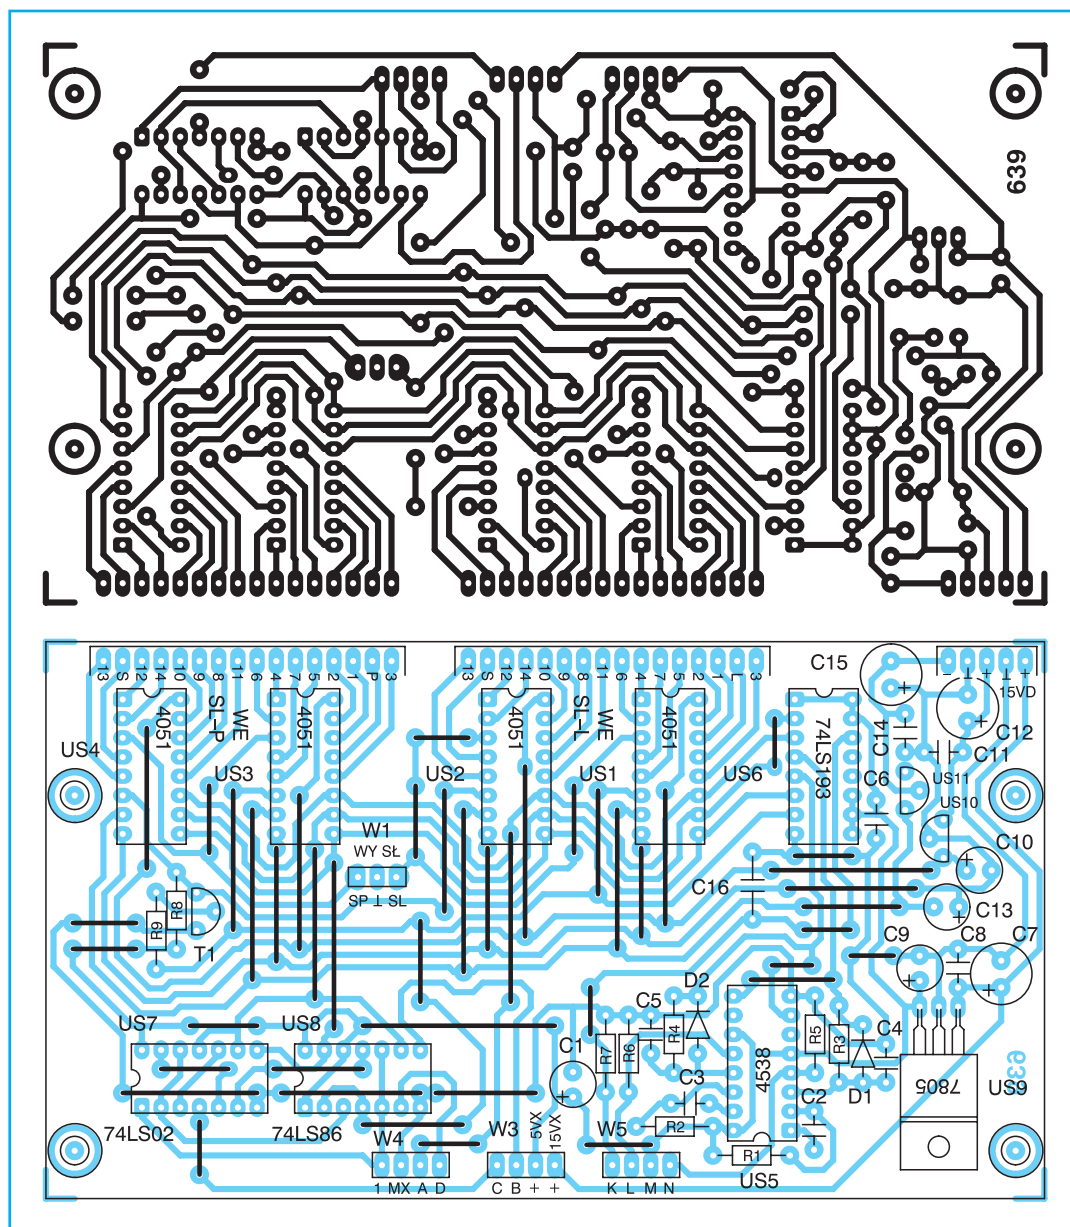 639
13 S 12 14 10 9 8 11 16 4 7 5 2 1 P 3
13 S 12 14 10 9 8 11 16 4 7 5 2 1 L 3
C15
- ⊥ + ⊥ +
15VD
+
+
4051
SL-P
WE
4051
4051
SL-L
WE
4051
74LS193
C14
C12
C11
US4
US3
US2
US1
US6
C6
US11
US10
W1
WY SŁ
SP ⊥ SL
C10
+
C16
C13
+
R9
R8
T1
C9
C8
C7
+
+
D2
C5
US7
US8
C1
+
R7
R6
R4
R5
R3
C4
4538
C3
C2
D1
7805
US9
639
74LS02
74LS86
W4
W3
5VX
15VX
W5
R2
R1
US5
1 MX A D
C B + +
K L M N